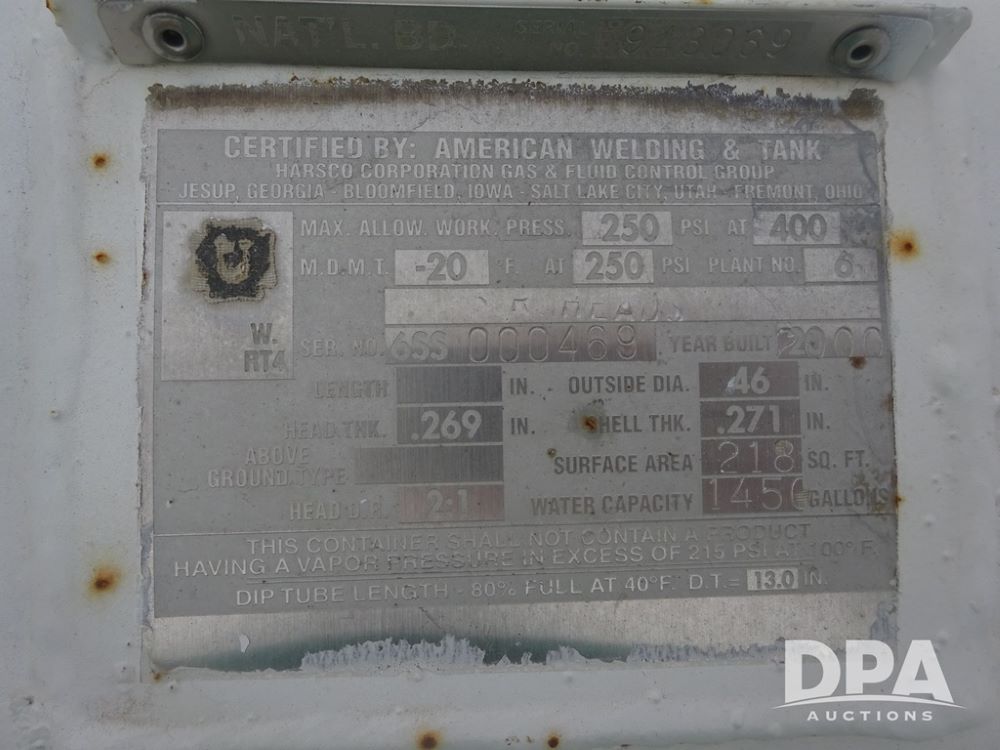 NAT'L. BD. SERIAL NO. 943039
CERTIFIED BY: AMERICAN WELDING & TANK
HARSCO CORPORATION GAS & FLUID CONTROL GROUP
JESUP, GEORGIA - BLOOMFIELD, IOWA - SALT LAKE CITY, UTAH - FREMONT, OHIO
MAX. ALLOW. WORK. PRESS. 250 PSI AT 400
M.D.M.T. -20 °F. AT 250 PSI PLANT NO. 6
U
HEADS
W.
RT4
SER. NO. 6SS 000469 YEAR BUILT 2000
LENGTH IN. OUTSIDE DIA. 46 IN.
HEAD THK. .269 IN. SHELL THK. .271 IN.
ABOVE GROUND TYPE SURFACE AREA 218 SQ. FT.
HEAD D.R. 2:1 WATER CAPACITY 1450 GALLONS
THIS CONTAINER SHALL NOT CONTAIN A PRODUCT
HAVING A VAPOR PRESSURE IN EXCESS OF 215 PSI AT 100°F.
DIP TUBE LENGTH - 80% FULL AT 40°F. D.T.= 13.0 IN.
DPA
AUCTIONS